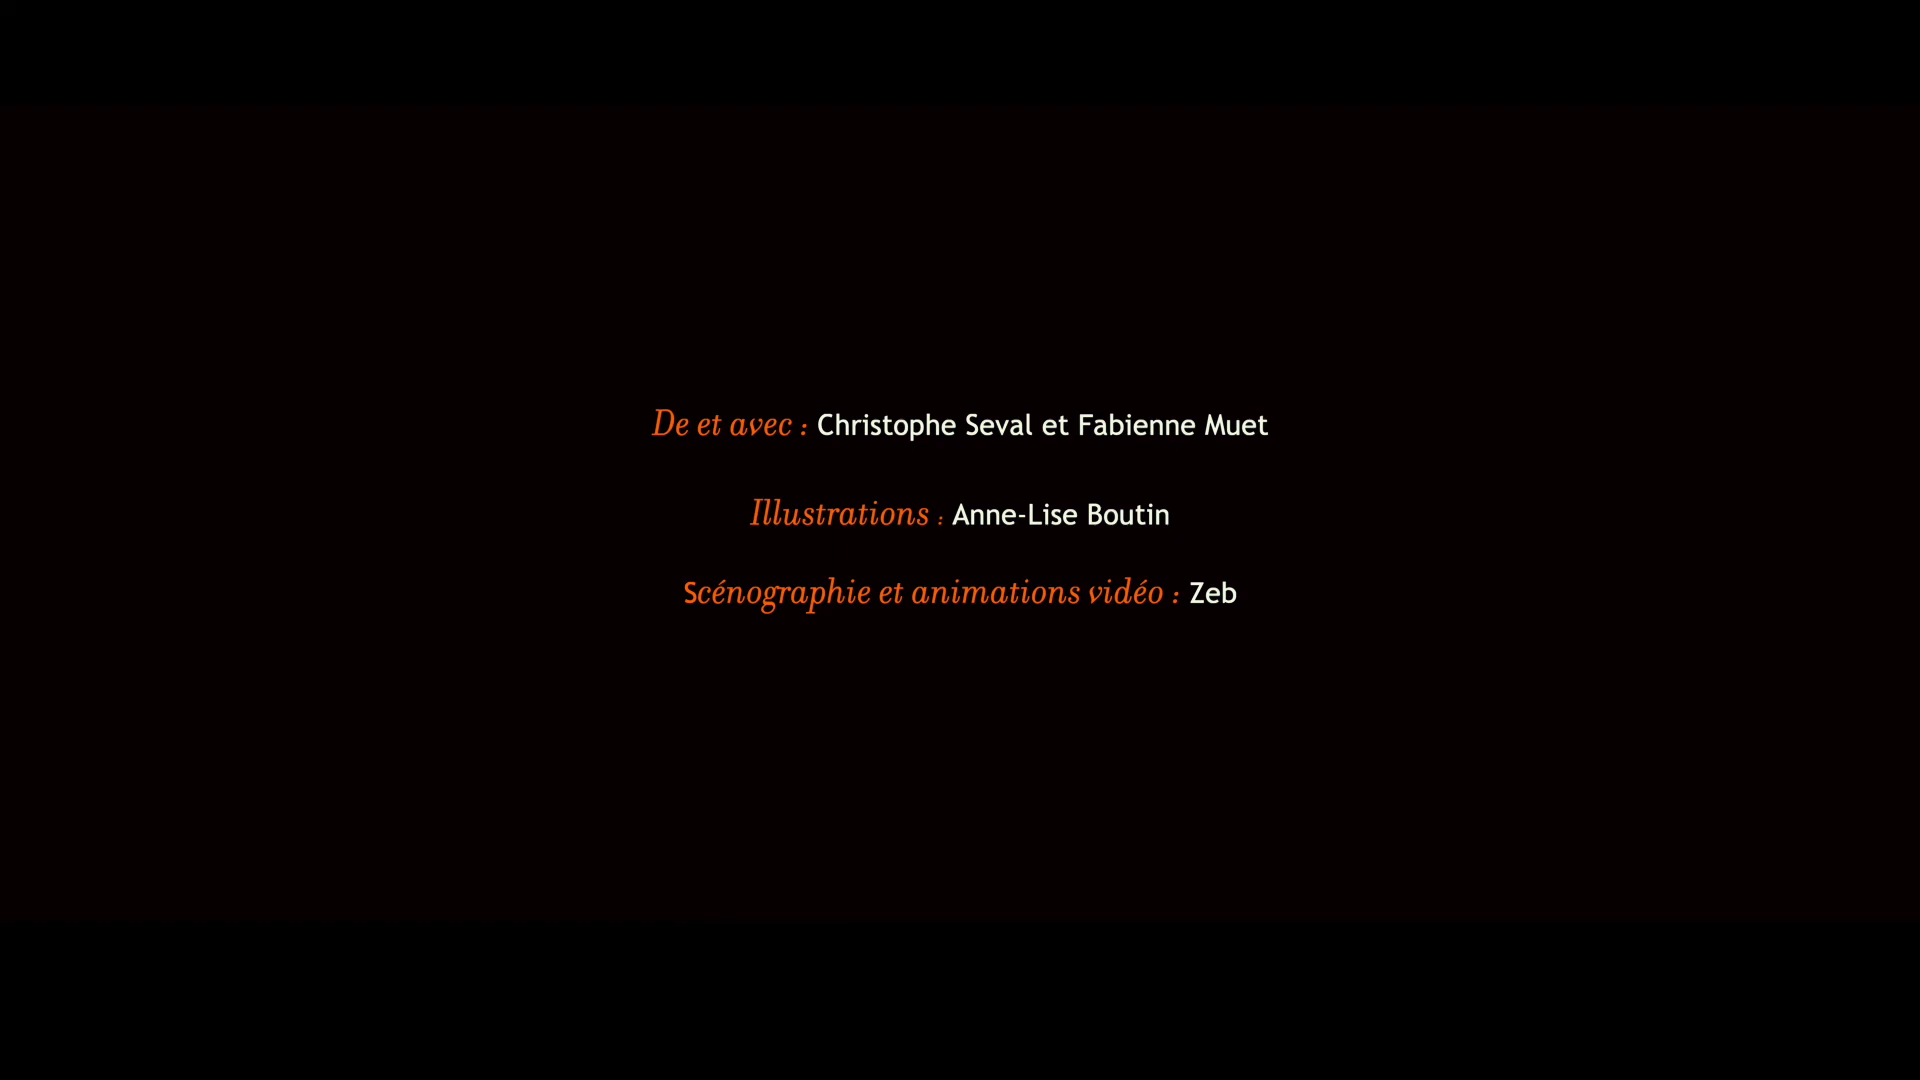 De et avec : Christophe Seval et Fabienne Muet
Illustrations : Anne-Lise Boutin
Scénographie et animations vidéo : Zeb